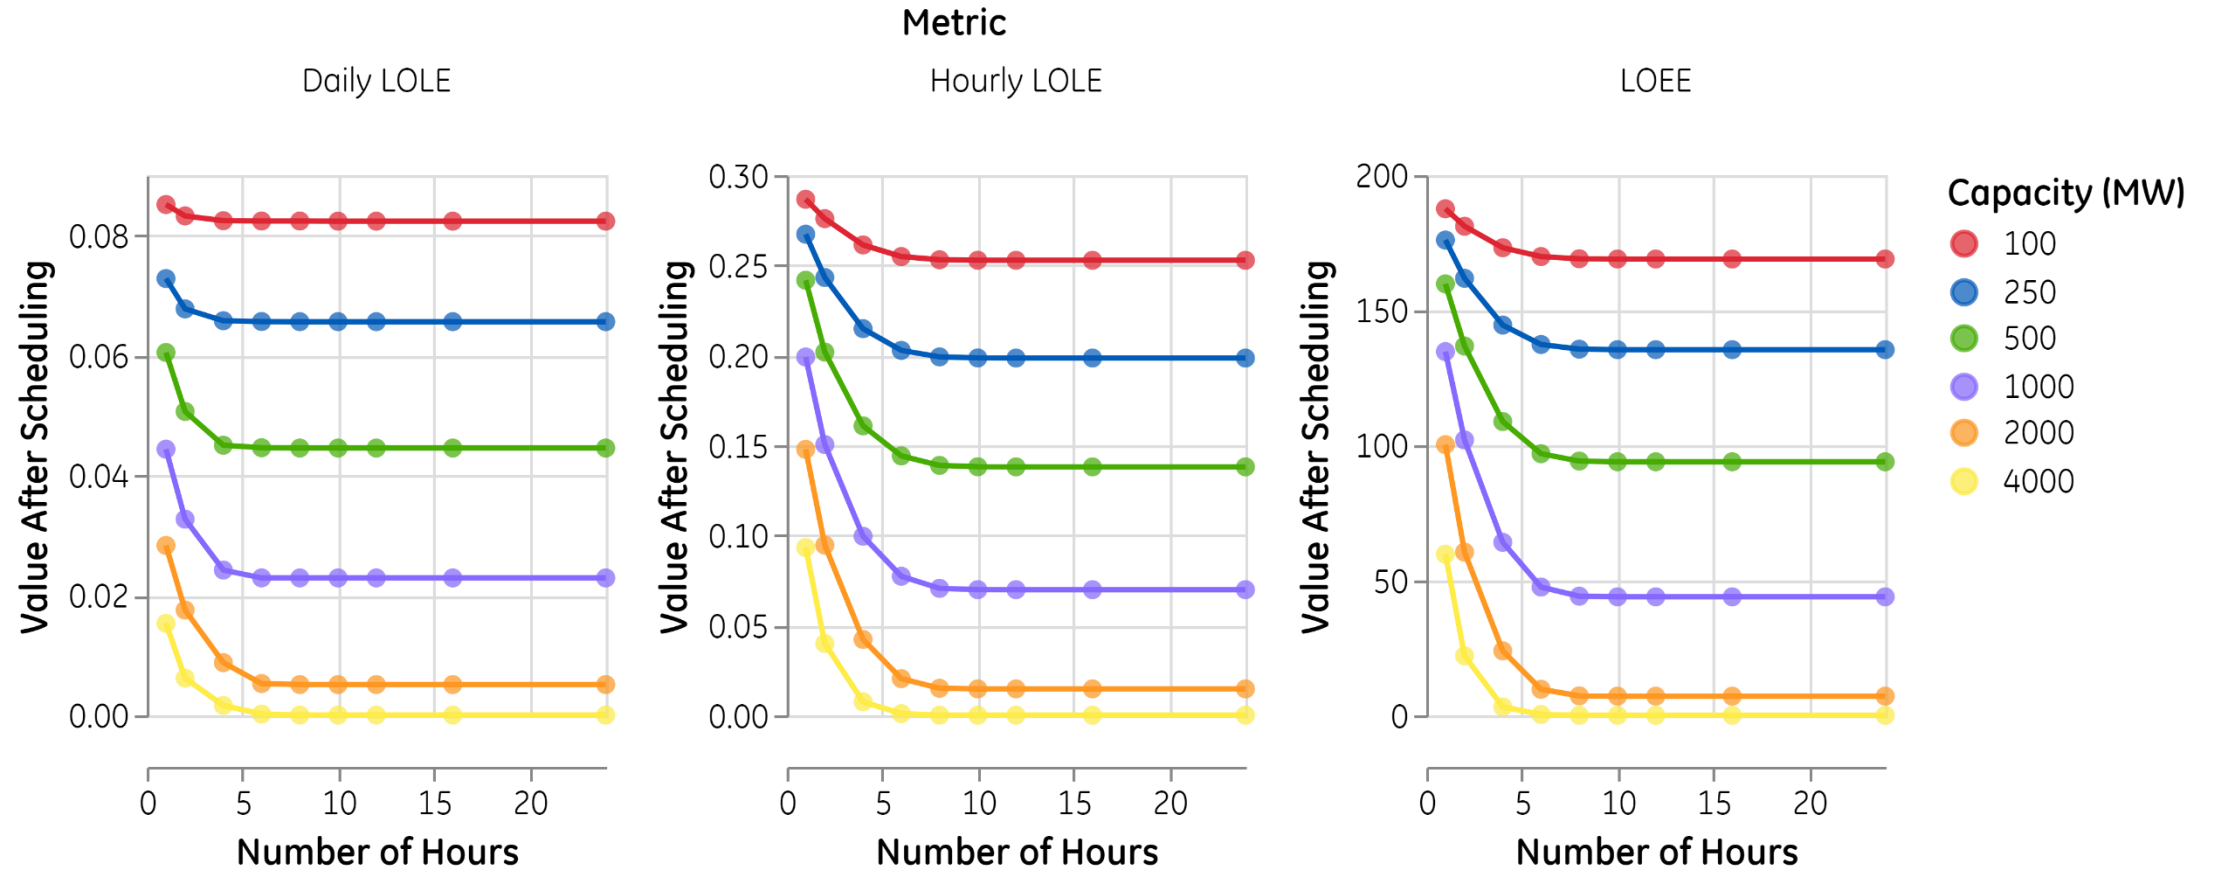 Metric
Daily LOLE
Hourly LOLE
LOEE
Value After Scheduling
0.08
0.06
0.04
0.02
0.00
0 5 10 15 20
Number of Hours
Value After Scheduling
0.30
0.25
0.20
0.15
0.10
0.05
0.00
0 5 10 15 20
Number of Hours
Value After Scheduling
200
150
100
50
0
0 5 10 15 20
Number of Hours
Capacity (MW)
100
250
500
1000
2000
4000